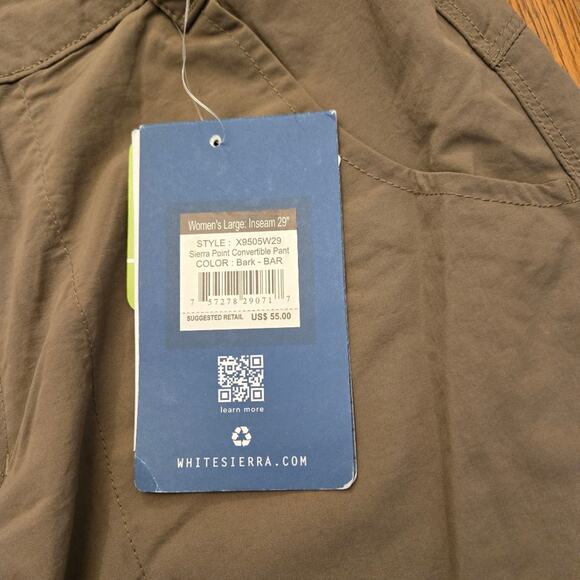 Women's Large: Inseam 29"
STYLE : X9505W29
Sierra Point Convertible Pant
COLOR : Bark - BAR
7 57278 29071 7
SUGGESTED RETAIL US$ 55.00
learn more
WHITESIERRA.COM